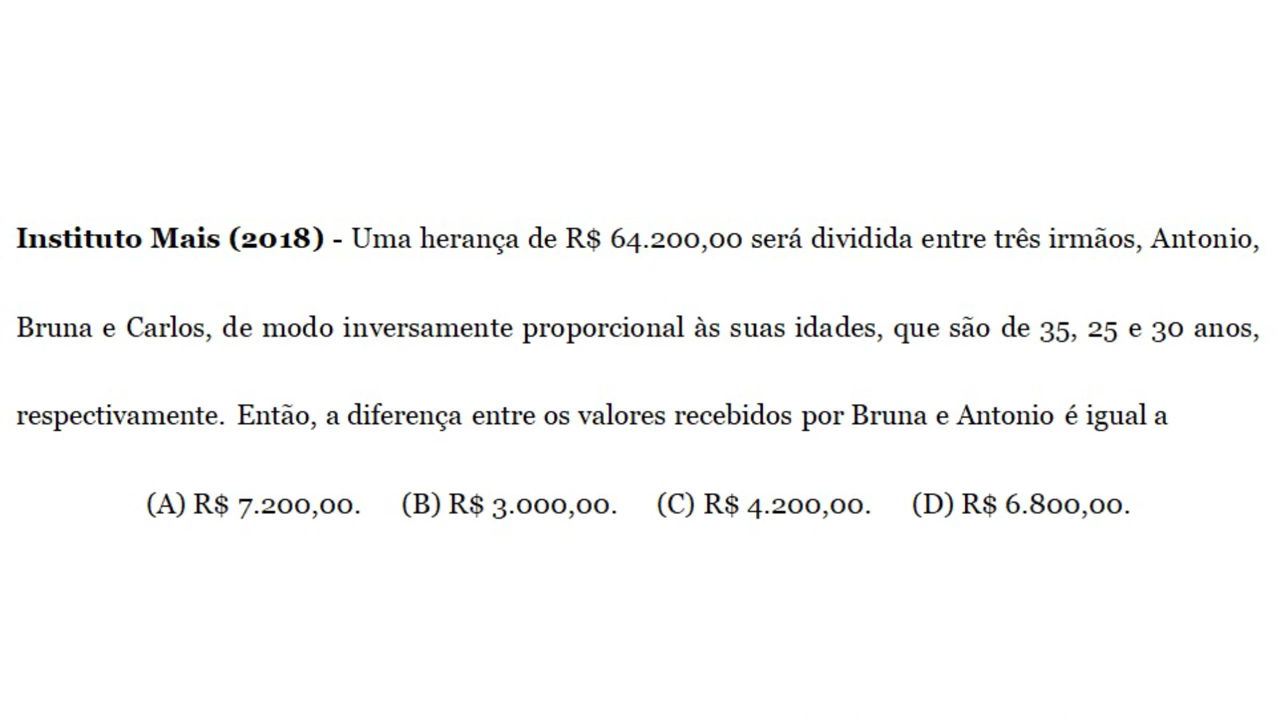 Instituto Mais (2018) - Uma herança de R$ 64.200,00 será dividida entre três irmãos, Antonio,
Bruna e Carlos, de modo inversamente proporcional às suas idades, que são de 35, 25 e 30 anos,
respectivamente. Então, a diferença entre os valores recebidos por Bruna e Antonio é igual a
(A) R$ 7.200,00. (B) R$ 3.000,00. (C) R$ 4.200,00. (D) R$ 6.800,00.